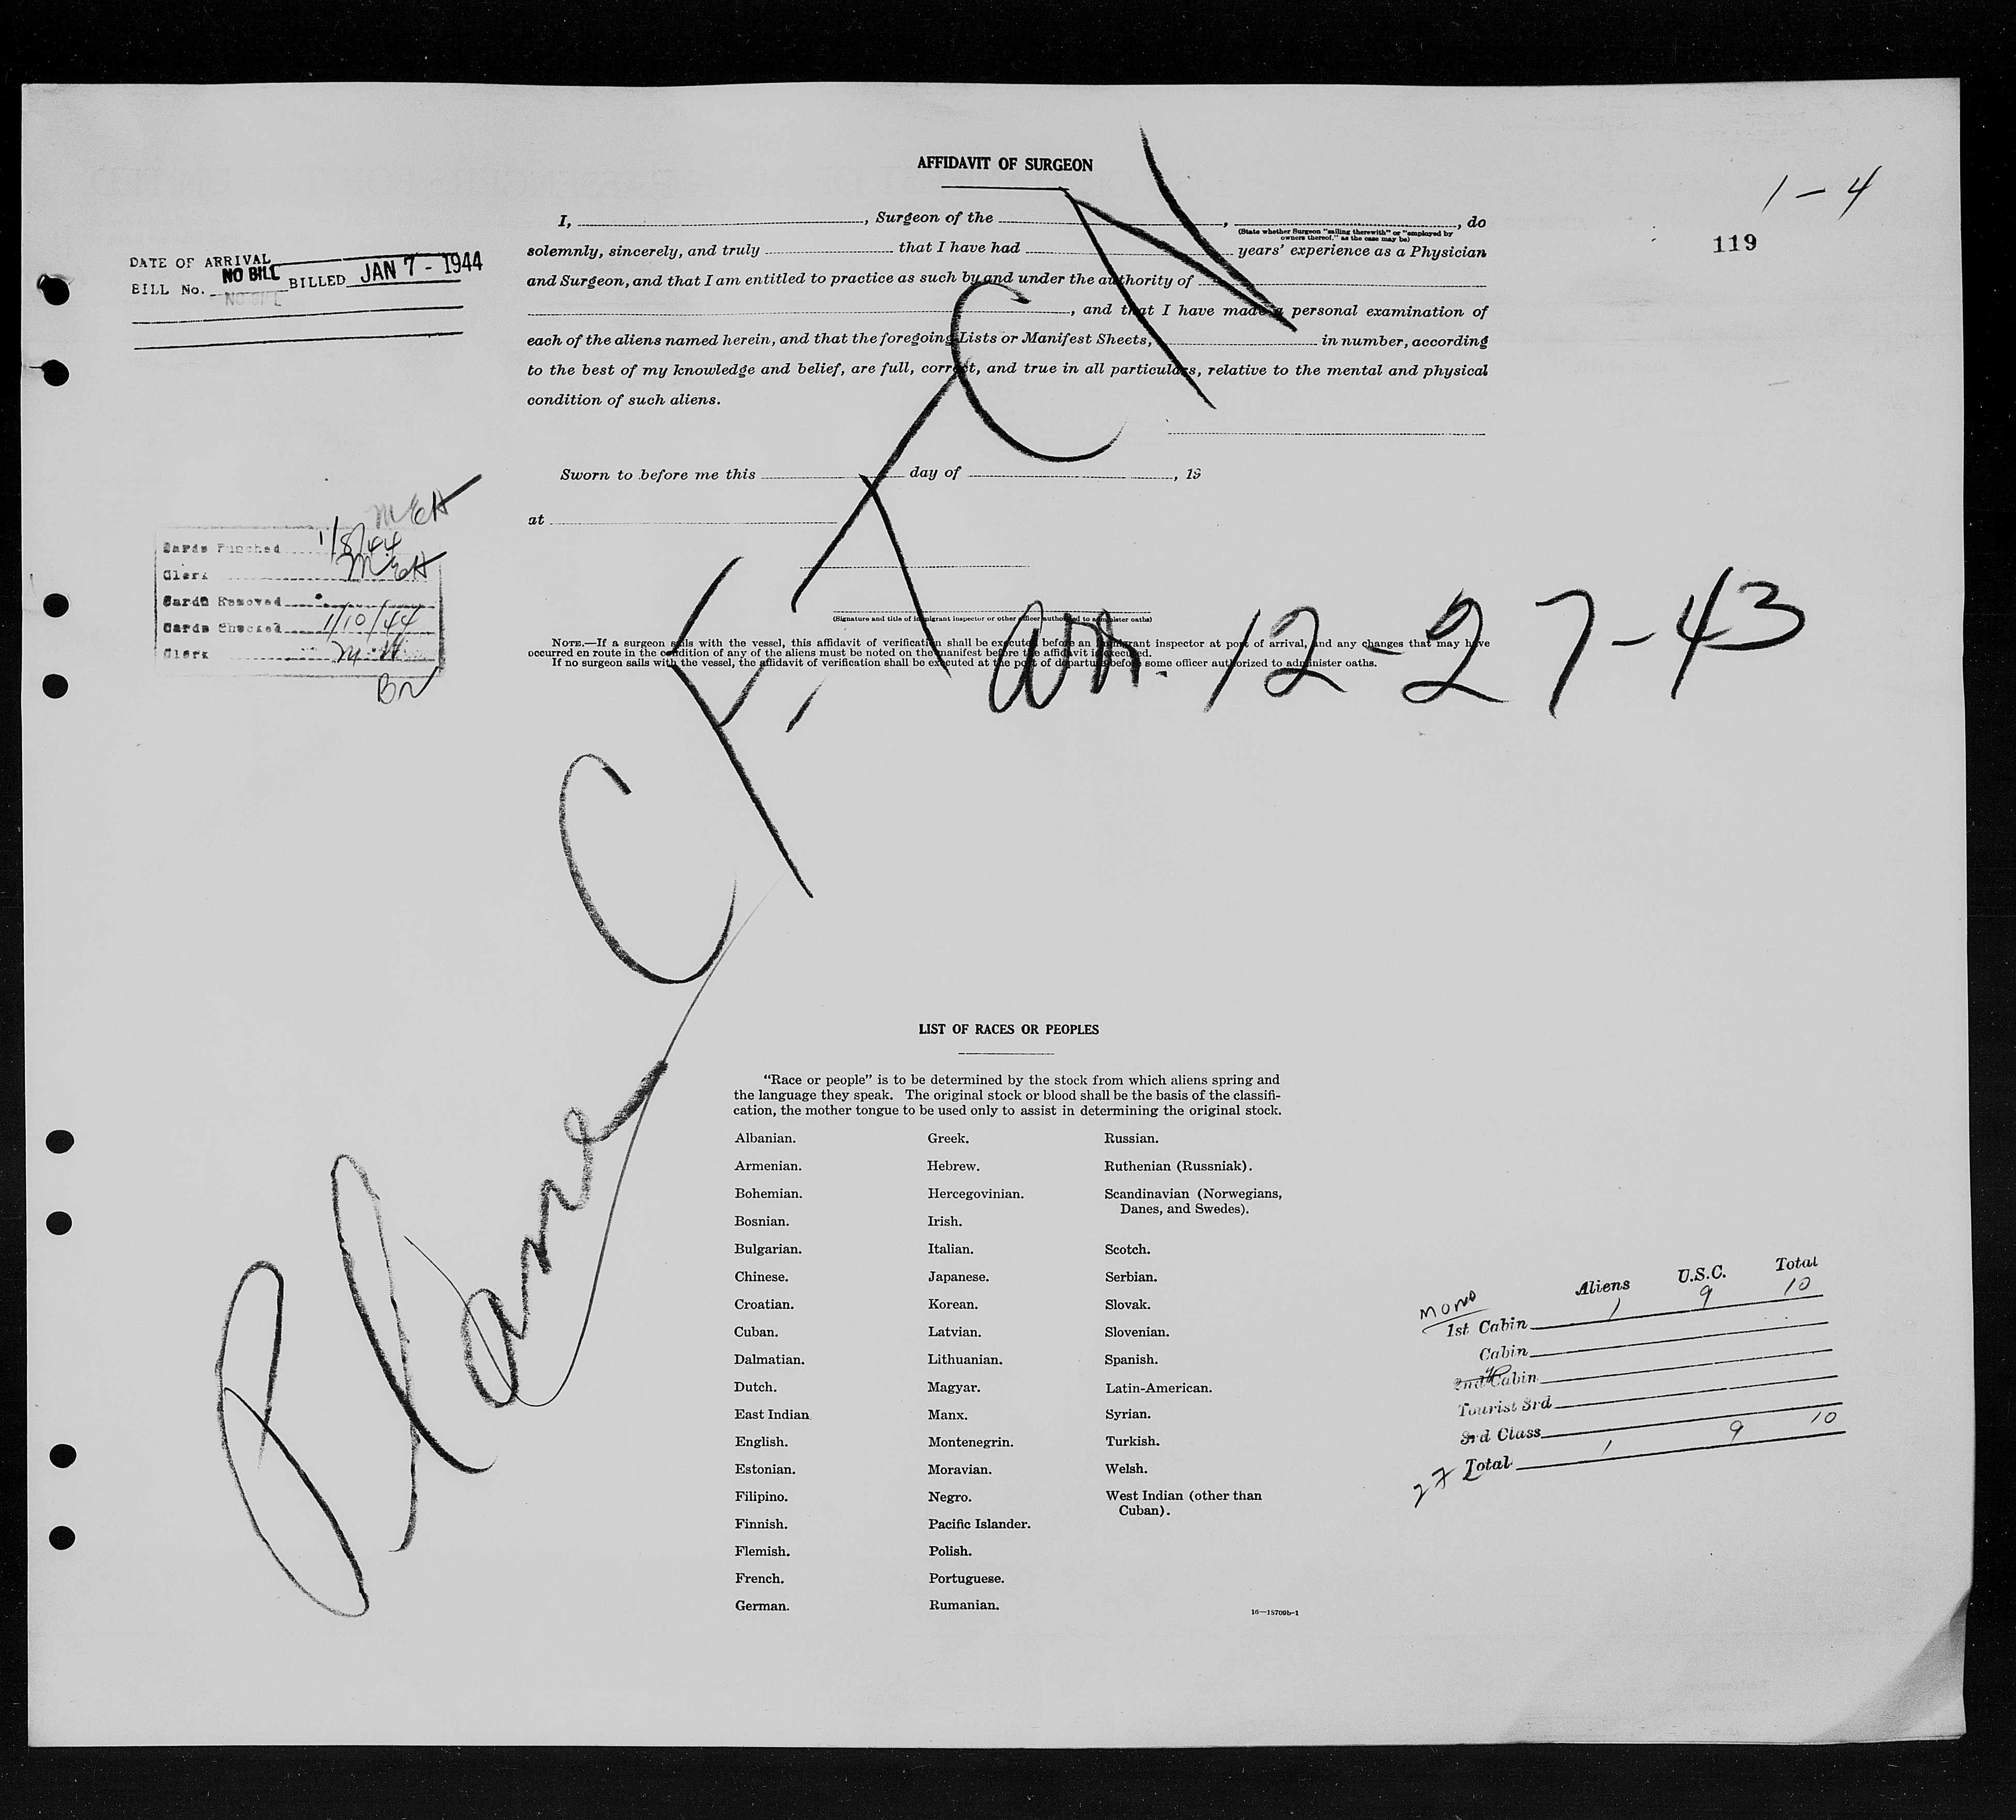 AFFIDAVIT OF SURGEON
1-4
119
I, , Surgeon of the , , do
(State whether Surgeon "sailing therewith" or "employed by
owners thereof," as the case may be)
solemnly, sincerely, and truly that I have had years' experience as a Physician
and Surgeon, and that I am entitled to practice as such by and under the authority of
, and that I have made a personal examination of
each of the aliens named herein, and that the foregoing Lists or Manifest Sheets, in number, according
to the best of my knowledge and belief, are full, correct, and true in all particulars, relative to the mental and physical
condition of such aliens.
Sworn to before me this day of , 19
at
(Signature and title of immigrant inspector or other officer authorized to administer oaths)
NOTE.—If a surgeon sails with the vessel, this affidavit of verification shall be executed before an immigrant inspector at port of arrival, and any changes that may have
occurred en route in the condition of any of the aliens must be noted on the manifest before the affidavit is executed.
If no surgeon sails with the vessel, the affidavit of verification shall be executed at the port of departure before some officer authorized to administer oaths.
DATE OF ARRIVAL
BILL No. NO BILL BILLED JAN 7 - 1944
NO BILL
MEH
Cards Punched 1/8/44
Clerk MEH
Cards Removed
Cards Checked 1/10/44
Clerk M.H
BN
Plane CF, XCN
arr. 12-27-43
LIST OF RACES OR PEOPLES
"Race or people" is to be determined by the stock from which aliens spring and
the language they speak. The original stock or blood shall be the basis of the classifi-
cation, the mother tongue to be used only to assist in determining the original stock.
Albanian.
Armenian.
Bohemian.
Bosnian.
Bulgarian.
Chinese.
Croatian.
Cuban.
Dalmatian.
Dutch.
East Indian
English.
Estonian.
Filipino.
Finnish.
Flemish.
French.
German.
Greek.
Hebrew.
Hercegovinian.
Irish.
Italian.
Japanese.
Korean.
Latvian.
Lithuanian.
Magyar.
Manx.
Montenegrin.
Moravian.
Negro.
Pacific Islander.
Polish.
Portuguese.
Rumanian.
Russian.
Ruthenian (Russniak).
Scandinavian (Norwegians,
Danes, and Swedes).
Scotch.
Serbian.
Slovak.
Slovenian.
Spanish.
Latin-American.
Syrian.
Turkish.
Welsh.
West Indian (other than
Cuban).
16—15709b-1
Aliens U.S.C. Total
mono
1st Cabin 1 9 10
Cabin
2nd Cabin
Tourist 3rd
3rd Class
27 Total 1 9 10